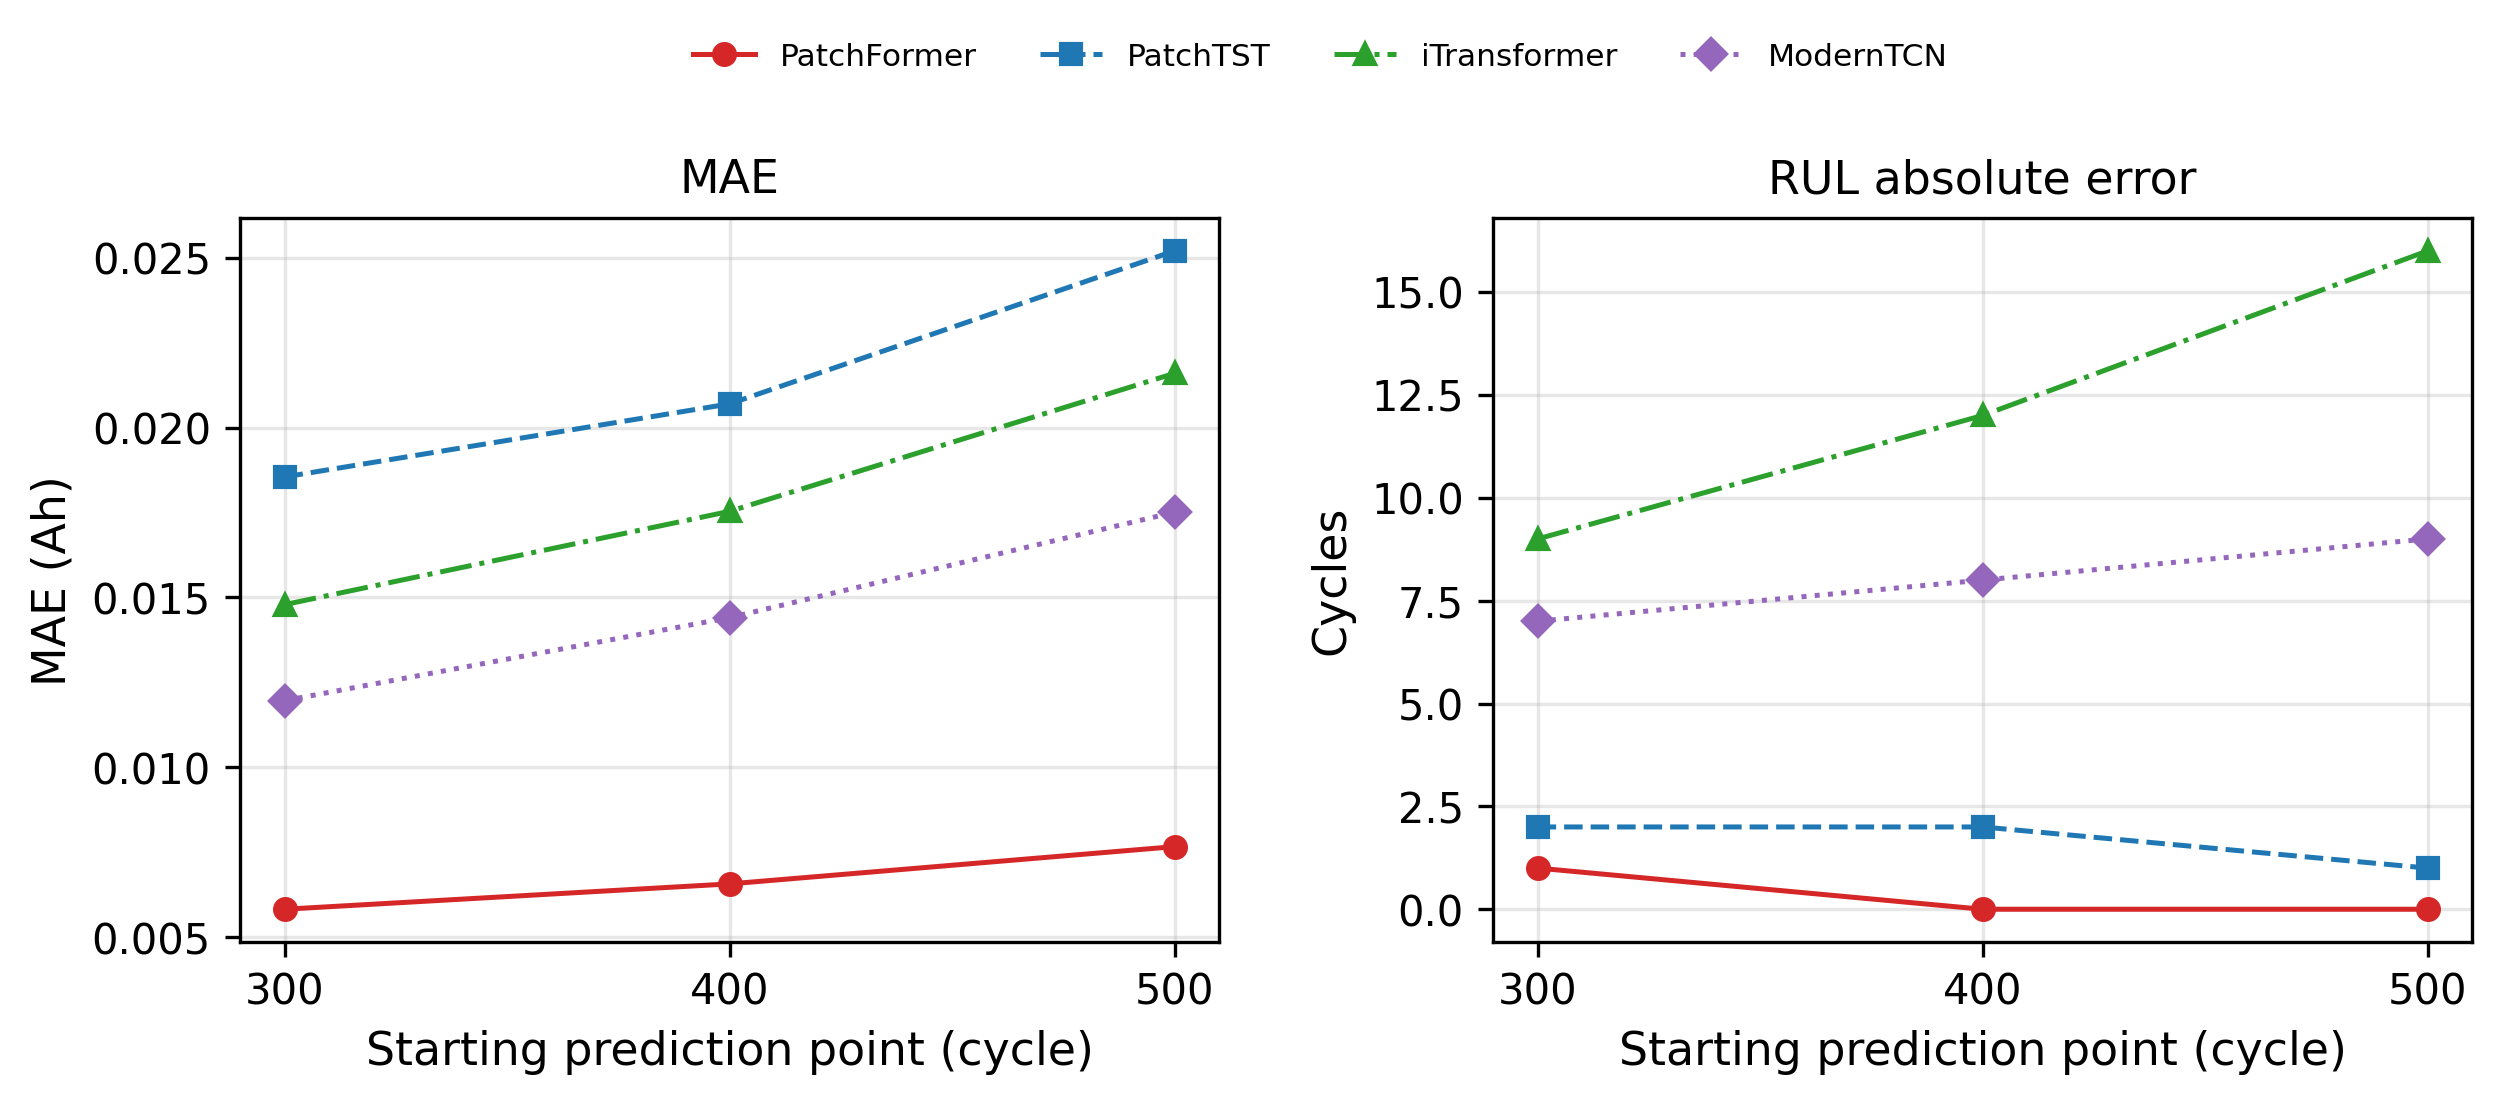 PatchFormer PatchTST iTransformer ModernTCN
MAE
MAE (Ah)
0.025
0.020
0.015
0.010
0.005
300 400 500
Starting prediction point (cycle)
RUL absolute error
Cycles
15.0
12.5
10.0
7.5
5.0
2.5
0.0
300 400 500
Starting prediction point (cycle)